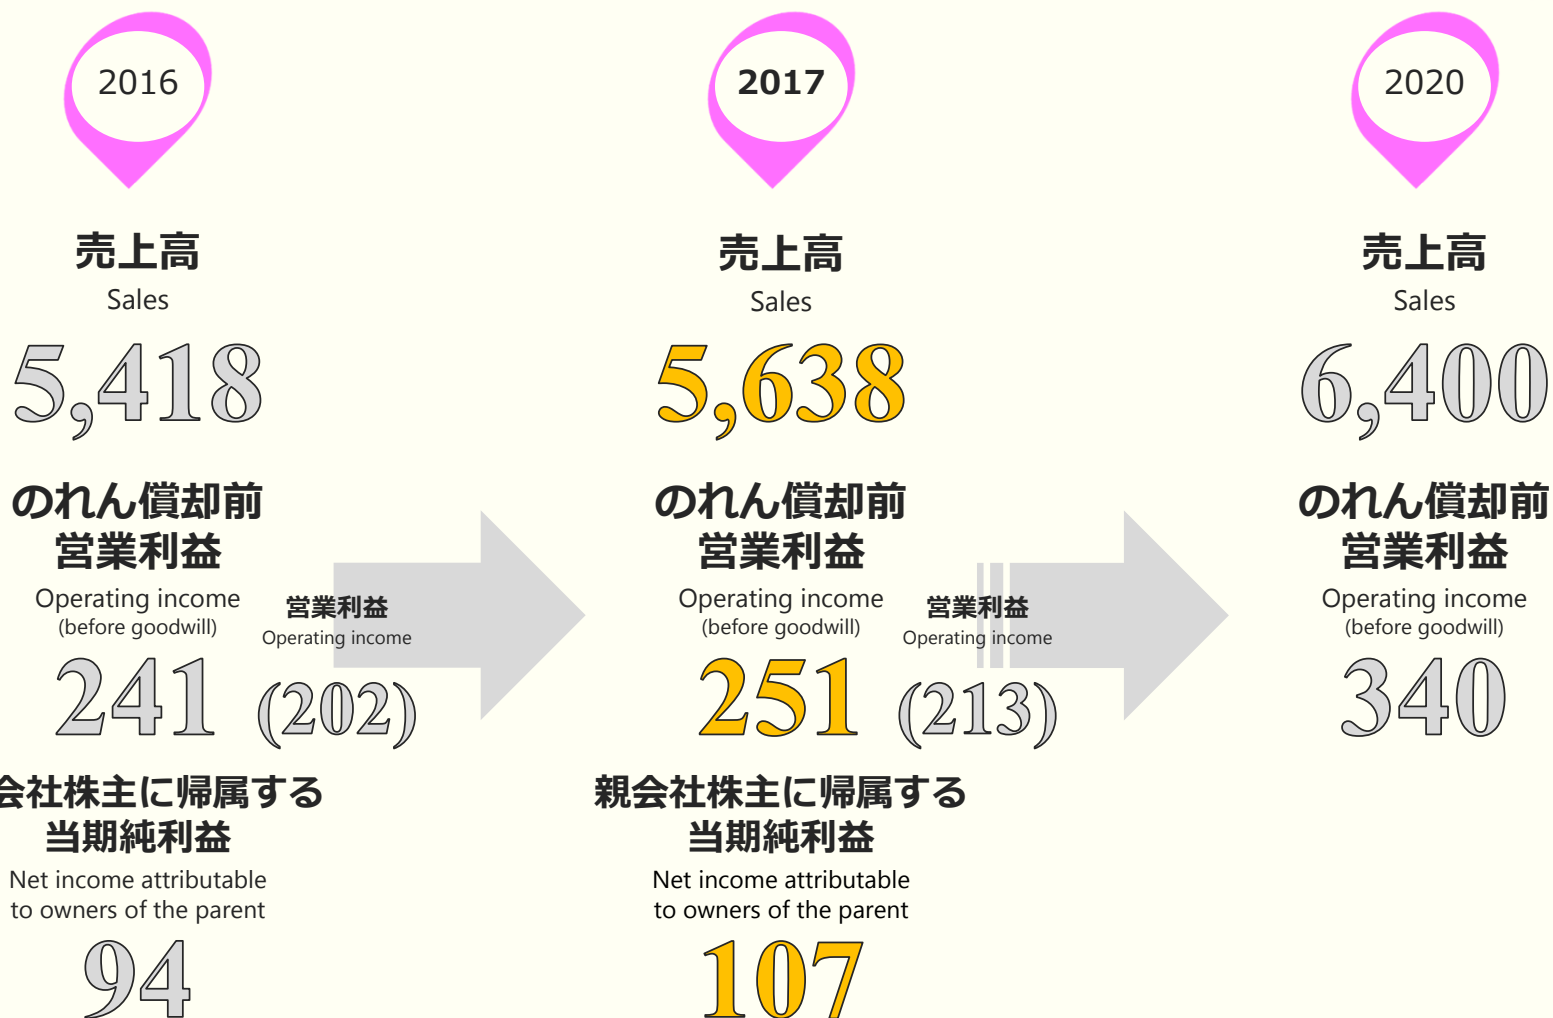 2016
売上高
Sales
5,418
のれん償却前
営業利益
Operating income
(before goodwill)
241
営業利益
Operating income
(202)
会社株主に帰属する
当期純利益
Net income attributable
to owners of the parent
94
2017
売上高
Sales
5,638
のれん償却前
営業利益
Operating income
(before goodwill)
251
営業利益
Operating income
(213)
親会社株主に帰属する
当期純利益
Net income attributable
to owners of the parent
107
2020
売上高
Sales
6,400
のれん償却前
営業利益
Operating income
(before goodwill)
340